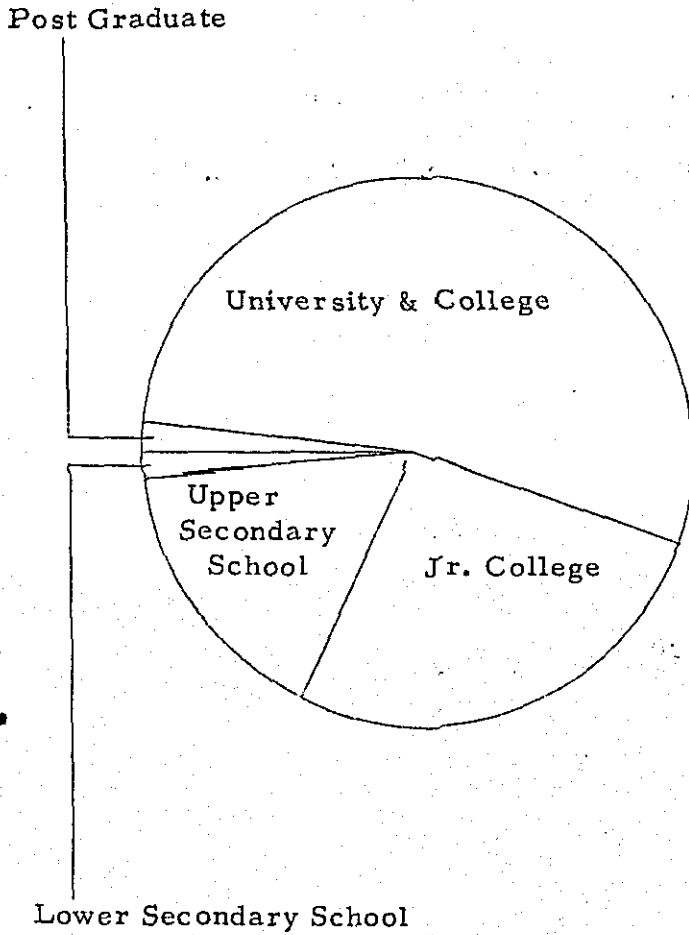 Post Graduate
University & College
Upper
Secondary
School
Jr. College
Lower Secondary School